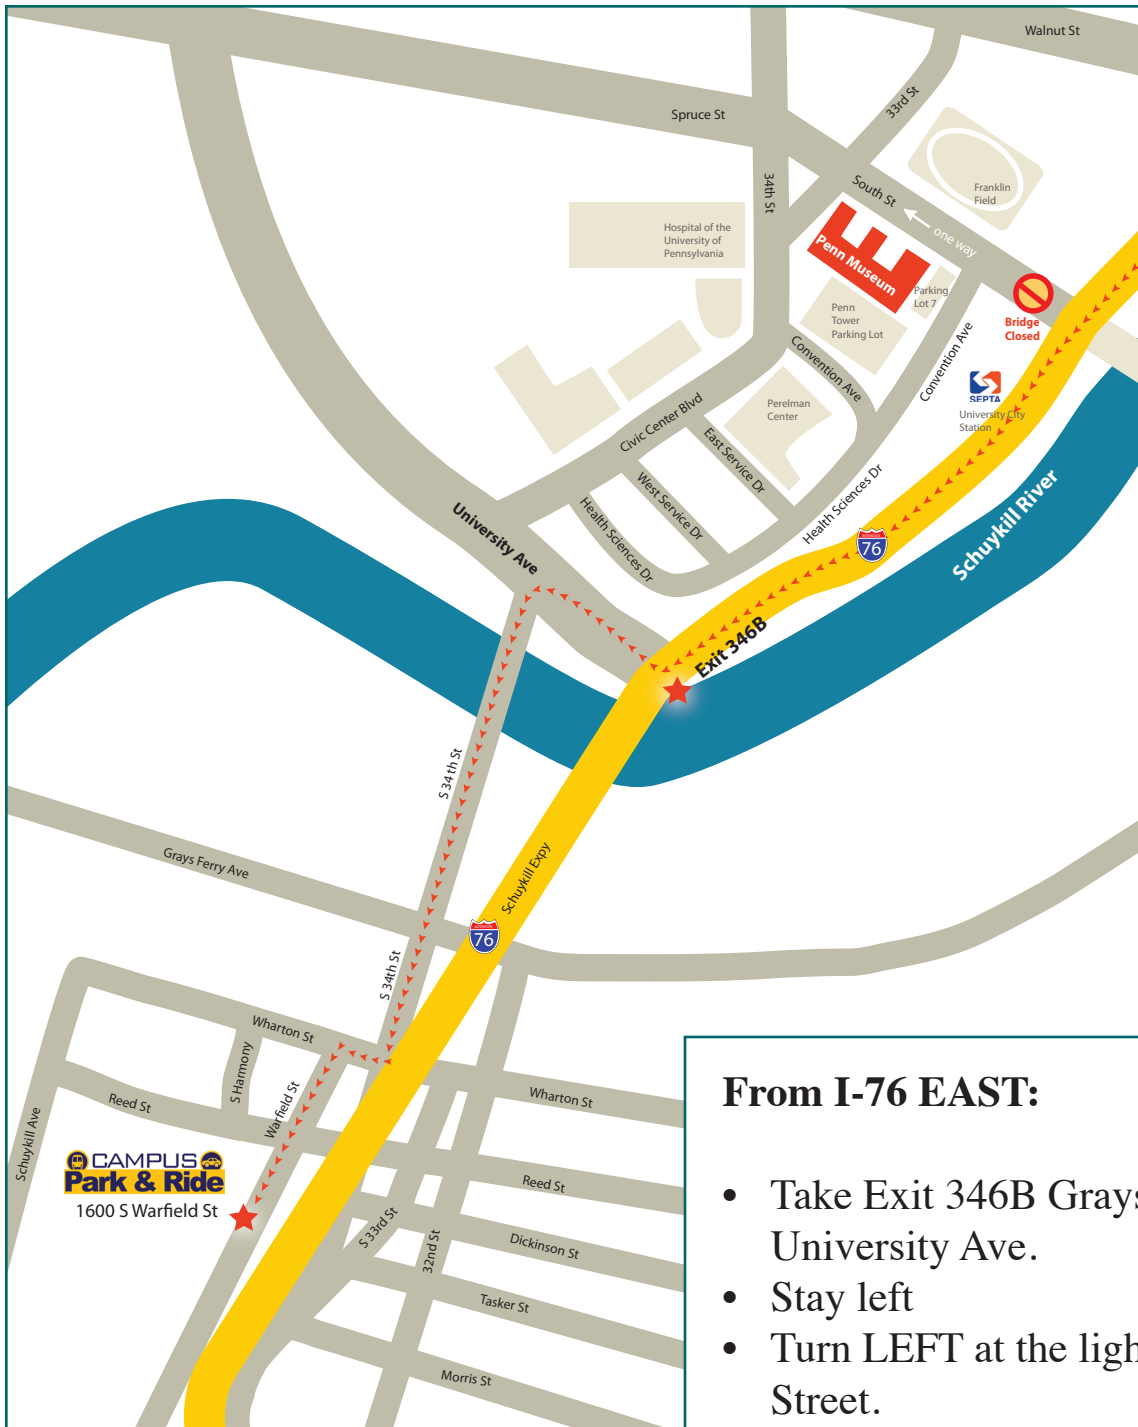 Walnut St
33rd St
Spruce St
34th St
South St
one way
Franklin
Field
Hospital of the
University of
Pennsylvania
Penn Museum
Parking
Lot 7
Penn
Tower
Parking Lot
Bridge
Closed
Convention Ave
Convention Ave
SEPTA
University City
Station
Perelman
Center
Civic Center Blvd
East Service Dr
West Service Dr
Health Sciences Dr
Health Sciences Dr
University Ave
76
Schuykill River
Exit 346B
S 34 th St
Grays Ferry Ave
Schuykill Expy
76
S 34th St
Wharton St
S Harmony
Warfield St
Wharton St
Reed St
Schuykill Ave
CAMPUS
Park & Ride
1600 S Warfield St
Reed St
S 33rd St
32nd St
Dickinson St
Tasker St
Morris St
From I-76 EAST:
• Take Exit 346B Grays
University Ave.
• Stay left
• Turn LEFT at the ligh
Street.